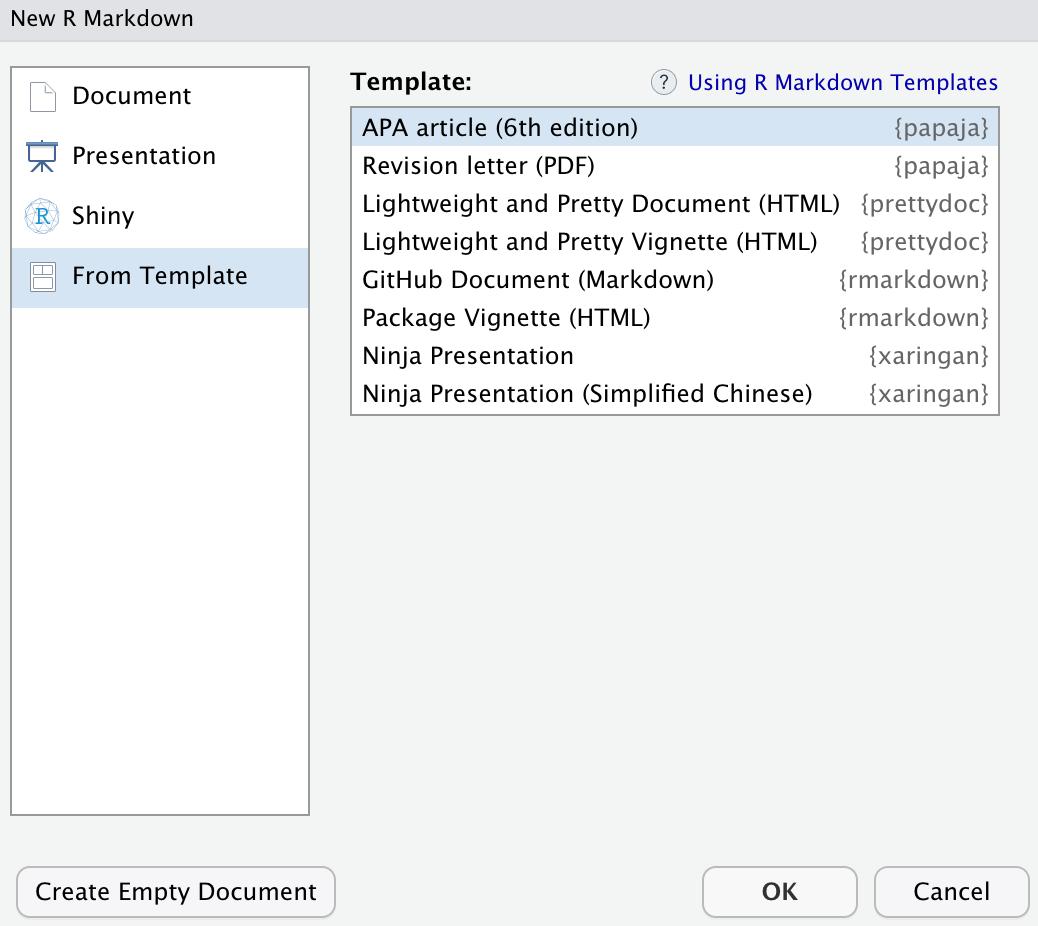 New R Markdown
Document
Presentation
Shiny
From Template
Template:
? Using R Markdown Templates
APA article (6th edition) {papaja}
Revision letter (PDF) {papaja}
Lightweight and Pretty Document (HTML) {prettydoc}
Lightweight and Pretty Vignette (HTML) {prettydoc}
GitHub Document (Markdown) {rmarkdown}
Package Vignette (HTML) {rmarkdown}
Ninja Presentation {xaringan}
Ninja Presentation (Simplified Chinese) {xaringan}
Create Empty Document
OK
Cancel